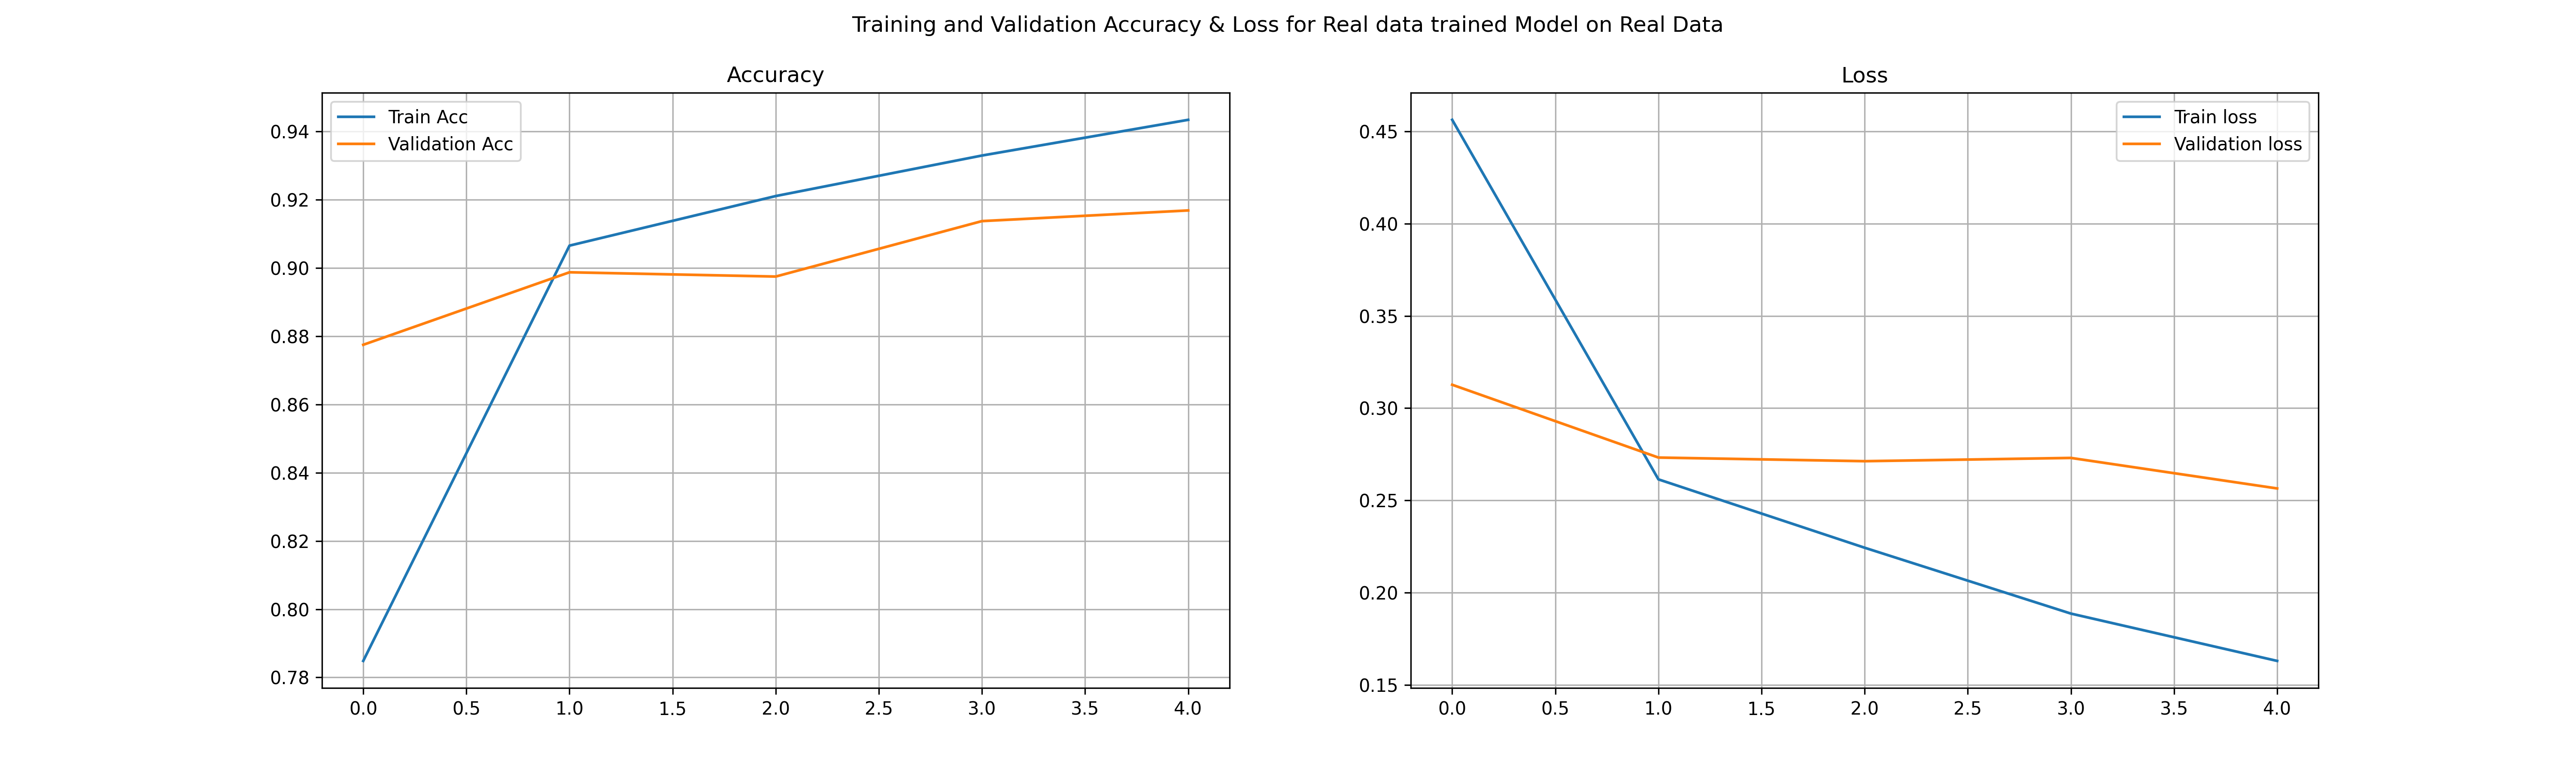 Training and Validation Accuracy & Loss for Real data trained Model on Real Data
Accuracy
Train Acc
Validation Acc
0.94
0.92
0.90
0.88
0.86
0.84
0.82
0.80
0.78
0.0 0.5 1.0 1.5 2.0 2.5 3.0 3.5 4.0
Loss
Train loss
Validation loss
0.45
0.40
0.35
0.30
0.25
0.20
0.15
0.0 0.5 1.0 1.5 2.0 2.5 3.0 3.5 4.0